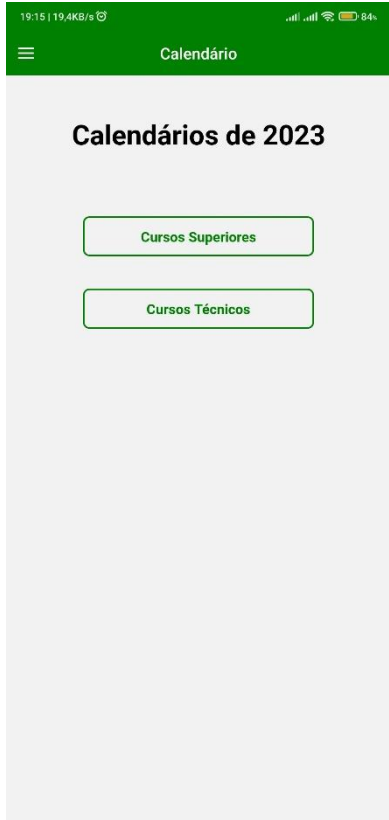 19:15 | 19,4KB/s
84%
Calendário
Calendários de 2023
Cursos Superiores
Cursos Técnicos